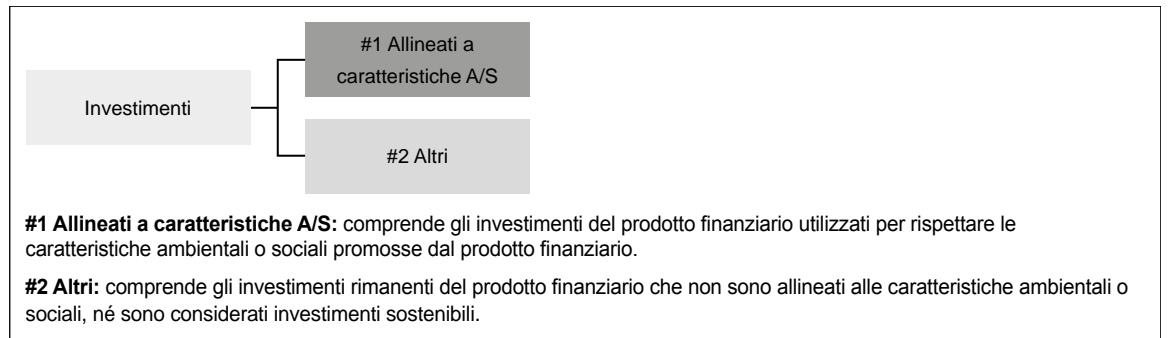 #1 Allineati a
caratteristiche A/S
Investimenti
#2 Altri
#1 Allineati a caratteristiche A/S: comprende gli investimenti del prodotto finanziario utilizzati per rispettare le
caratteristiche ambientali o sociali promosse dal prodotto finanziario.
#2 Altri: comprende gli investimenti rimanenti del prodotto finanziario che non sono allineati alle caratteristiche ambientali o
sociali, né sono considerati investimenti sostenibili.